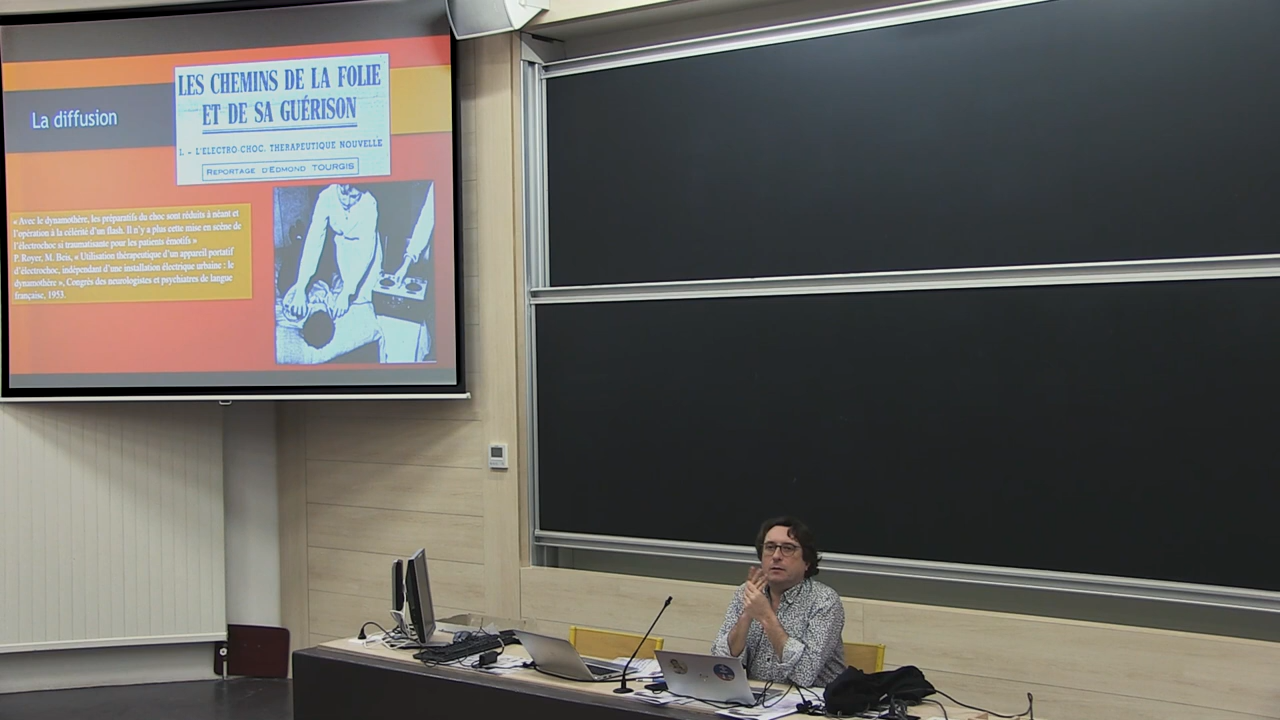 La diffusion
LES CHEMINS DE LA FOLIE
ET DE SA GUÉRISON
I. - L'ELECTRO-CHOC, THERAPEUTIQUE NOUVELLE
REPORTAGE D'EDMOND TOURGIS
« Avec le dynamothère, les préparatifs du choc sont réduits à néant et
l'opération à la célérité d'un flash. Il n'y a plus cette mise en scène de
l'électrochoc si traumatisante pour les patients émotifs »
P. Royer, M. Beis, « Utilisation thérapeutique d'un appareil portatif
d'électrochoc, indépendant d'une installation électrique urbaine : le
dynamothère », Congrès des neurologistes et psychiatres de langue
française, 1953.